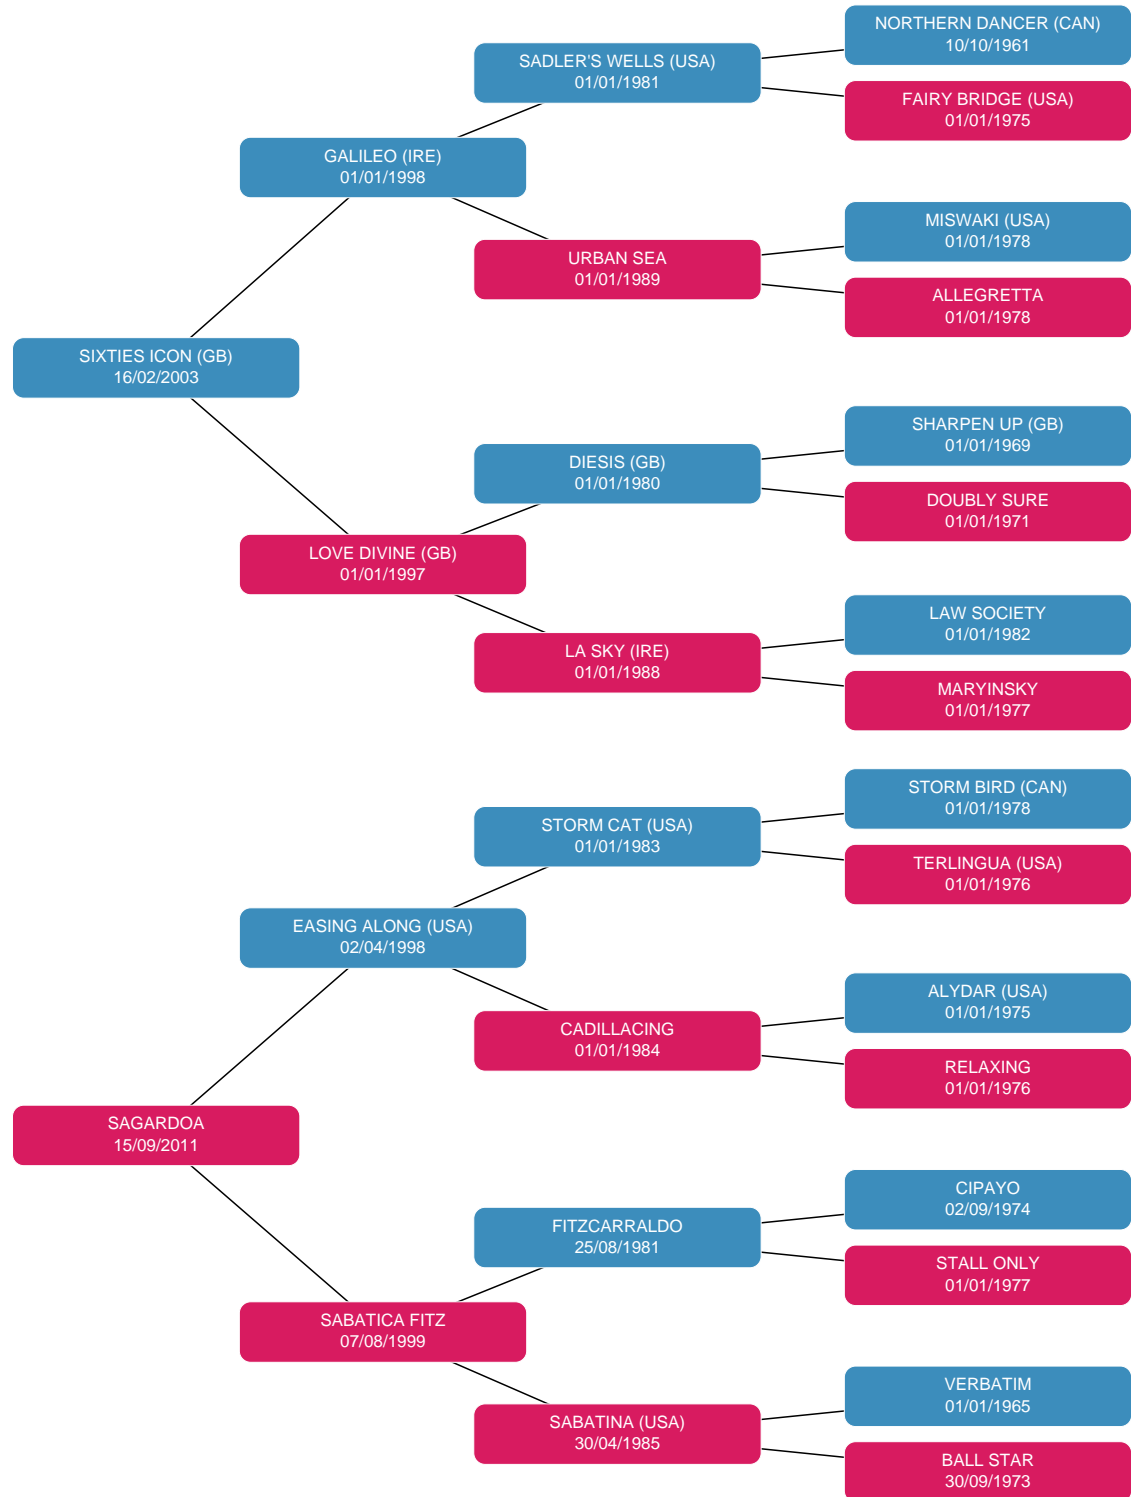 NORTHERN DANCER (CAN)
10/10/1961
SADLER'S WELLS (USA)
01/01/1981
FAIRY BRIDGE (USA)
01/01/1975
GALILEO (IRE)
01/01/1998
MISWAKI (USA)
01/01/1978
URBAN SEA
01/01/1989
ALLEGRETTA
01/01/1978
SIXTIES ICON (GB)
16/02/2003
SHARPEN UP (GB)
01/01/1969
DIESIS (GB)
01/01/1980
DOUBLY SURE
01/01/1971
LOVE DIVINE (GB)
01/01/1997
LAW SOCIETY
01/01/1982
LA SKY (IRE)
01/01/1988
MARYINSKY
01/01/1977
STORM BIRD (CAN)
01/01/1978
STORM CAT (USA)
01/01/1983
TERLINGUA (USA)
01/01/1976
EASING ALONG (USA)
02/04/1998
ALYDAR (USA)
01/01/1975
CADILLACING
01/01/1984
RELAXING
01/01/1976
SAGARDOA
15/09/2011
CIPAYO
02/09/1974
FITZCARRALDO
25/08/1981
STALL ONLY
01/01/1977
SABATICA FITZ
07/08/1999
VERBATIM
01/01/1965
SABATINA (USA)
30/04/1985
BALL STAR
30/09/1973